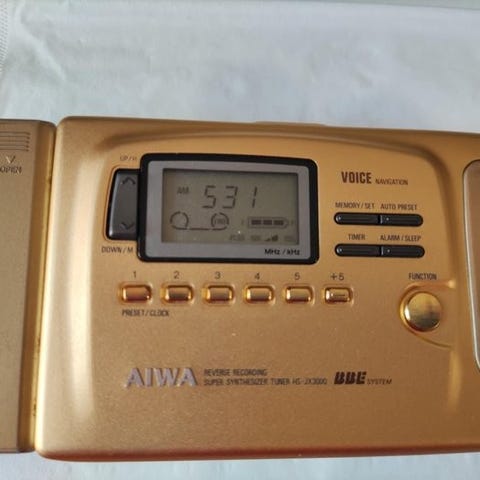 OPEN
UP/H
AM 531
MHz / kHz
DOWN/M
VOICE NAVIGATION
MEMORY/SET AUTO PRESET
TIMER ALARM/SLEEP
1 2 3 4 5 +5
PRESET/CLOCK
FUNCTION
AIWA REVERSE RECORDING
SUPER SYNTHESIZER TUNER HS-JX3000 BBE SYSTEM